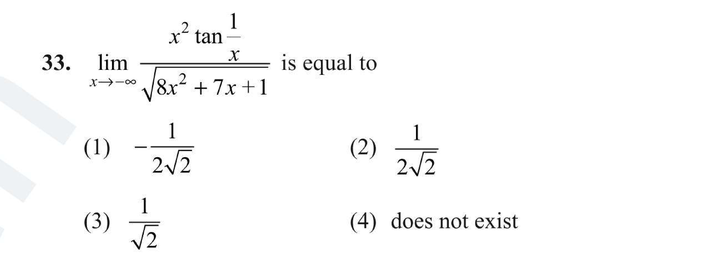 33. lim x→−∞ x² tan 1/x / √(8x² + 7x + 1) is equal to
(1) − 1/(2√2) (2) 1/(2√2)
(3) 1/√2 (4) does not exist